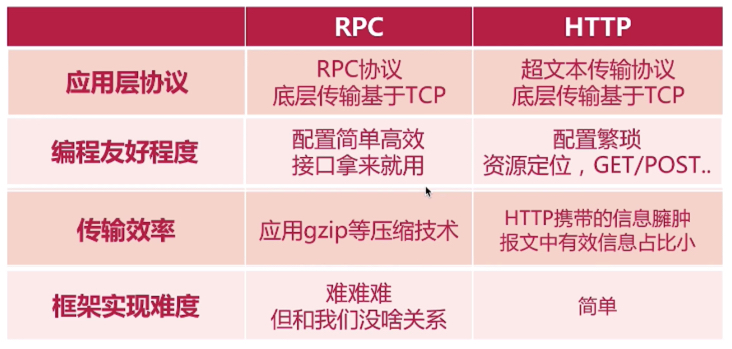 RPC
HTTP
应用层协议
RPC协议
底层传输基于TCP
超文本传输协议
底层传输基于TCP
编程友好程度
配置简单高效
接口拿来就用
配置繁琐
资源定位，GET/POST..
传输效率
应用gzip等压缩技术
HTTP携带的信息臃肿
报文中有效信息占比小
框架实现难度
难难难
但和我们没啥关系
简单